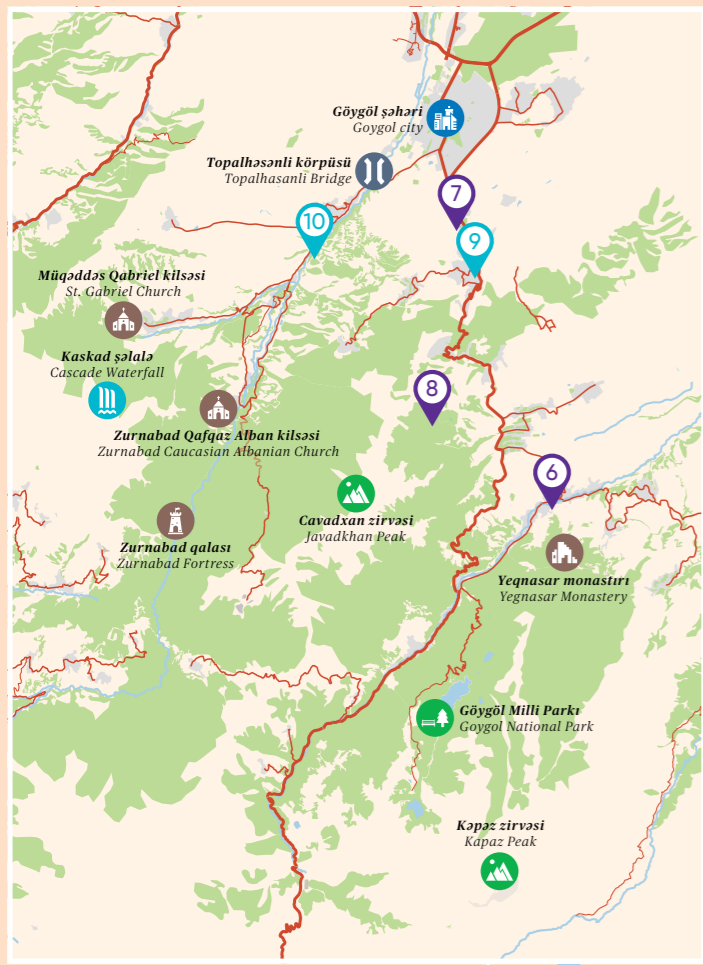 Göygöl şəhəri
Goygol city
Topalhəsənli körpüsü
Topalhasanli Bridge
7
10
9
Müqəddəs Qabriel kilsəsi
St. Gabriel Church
Kaskad şəlalə
Cascade Waterfall
8
Zurnabad Qafqaz Alban kilsəsi
Zurnabad Caucasian Albanian Church
6
Cavadxan zirvəsi
Javadkhan Peak
Zurnabad qalası
Zurnabad Fortress
Yeqnasar monastırı
Yegnasar Monastery
Göygöl Milli Parkı
Goygol National Park
Kəpəz zirvəsi
Kapaz Peak